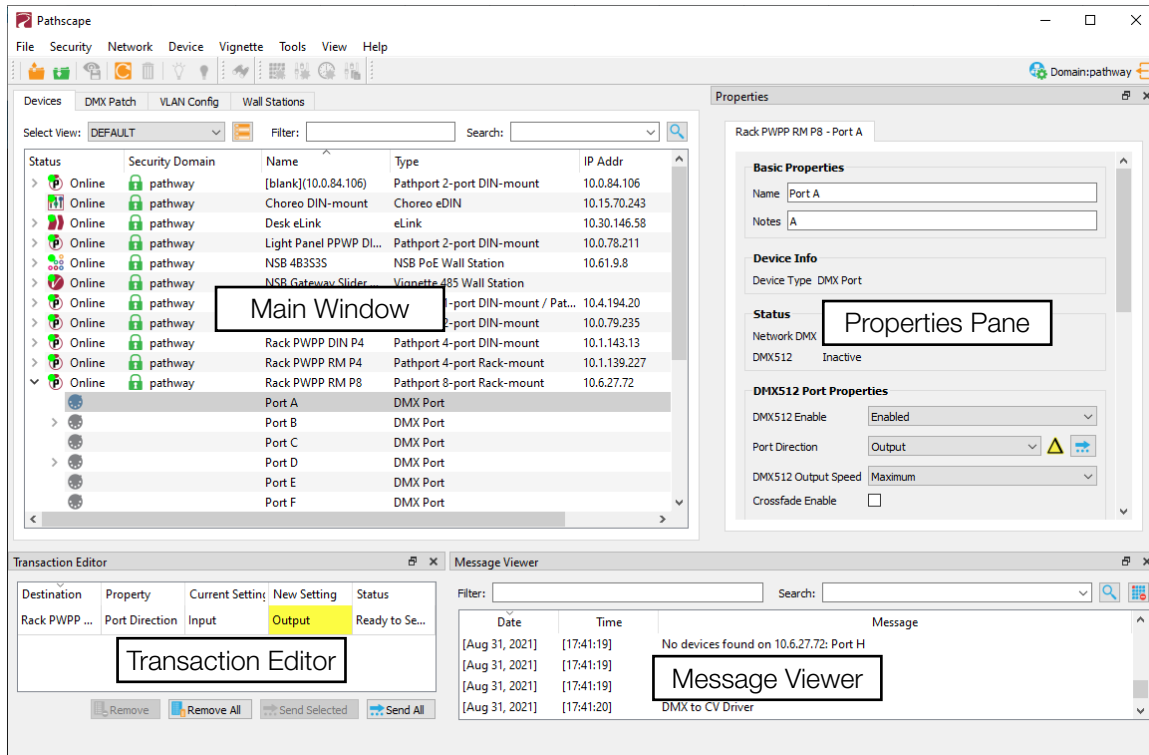 Pathscape
File Security Network Device Vignette Tools View Help
Domain:pathway
Devices DMX Patch VLAN Config Wall Stations
Select View: DEFAULT Filter: Search:
Status Security Domain Name Type IP Addr
Online pathway [blank](10.0.84.106) Pathport 2-port DIN-mount 10.0.84.106
Online pathway Choreo DIN-mount Choreo eDIN 10.15.70.243
Online pathway Desk eLink eLink 10.30.146.58
Online pathway Light Panel PPWP DI... Pathport 2-port DIN-mount 10.0.78.211
Online pathway NSB 4B3S3S NSB PoE Wall Station 10.61.9.8
Online pathway NSB Gateway Slider ... Vignette 485 Wall Station
Online pathway 1-port DIN-mount / Pat... 10.4.194.20
Online pathway 2-port DIN-mount 10.0.79.235
Online pathway Rack PWPP DIN P4 Pathport 4-port DIN-mount 10.1.143.13
Online pathway Rack PWPP RM P4 Pathport 4-port Rack-mount 10.1.139.227
Online pathway Rack PWPP RM P8 Pathport 8-port Rack-mount 10.6.27.72
Port A DMX Port
Port B DMX Port
Port C DMX Port
Port D DMX Port
Port E DMX Port
Port F DMX Port
Main Window
Properties
Rack PWPP RM P8 - Port A
Basic Properties
Name Port A
Notes A
Device Info
Device Type DMX Port
Status
Network DMX
DMX512 Inactive
Properties Pane
DMX512 Port Properties
DMX512 Enable Enabled
Port Direction Output
DMX512 Output Speed Maximum
Crossfade Enable
Transaction Editor
Destination Property Current Setting New Setting Status
Rack PWPP ... Port Direction Input Output Ready to Se...
Transaction Editor
Remove Remove All Send Selected Send All
Message Viewer
Filter: Search:
Date Time Message
[Aug 31, 2021] [17:41:19] No devices found on 10.6.27.72: Port H
[Aug 31, 2021] [17:41:19]
[Aug 31, 2021] [17:41:19]
[Aug 31, 2021] [17:41:20] DMX to CV Driver
Message Viewer